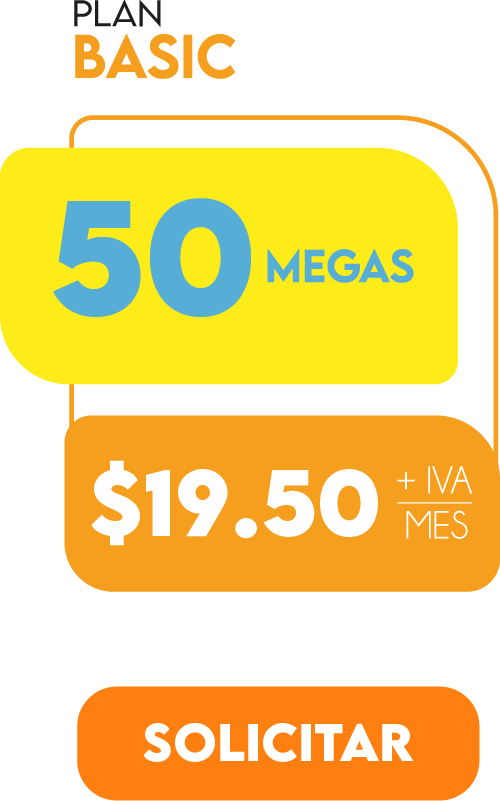 PLAN
BASIC
50 MEGAS
$19.50 + IVA
MES
SOLICITAR